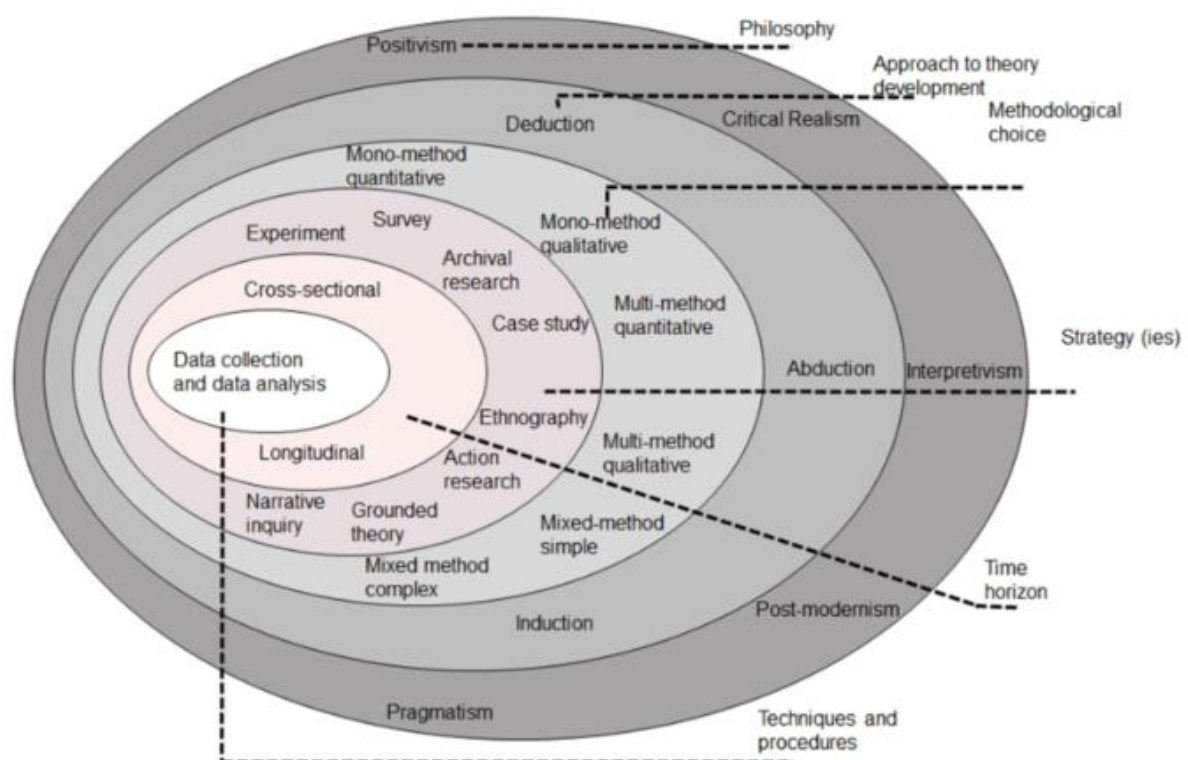 Positivism
Philosophy
Approach to theory
development
Methodological
choice
Deduction
Critical Realism
Mono-method
quantitative
Mono-method
qualitative
Experiment
Survey
Archival
research
Cross-sectional
Case study
Multi-method
quantitative
Strategy (ies)
Data collection
and data analysis
Abduction
Interpretivism
Ethnography
Multi-method
qualitative
Longitudinal
Action
research
Narrative
inquiry
Grounded
theory
Mixed-method
simple
Mixed method
complex
Time
horizon
Induction
Post-modernism
Pragmatism
Techniques and
procedures